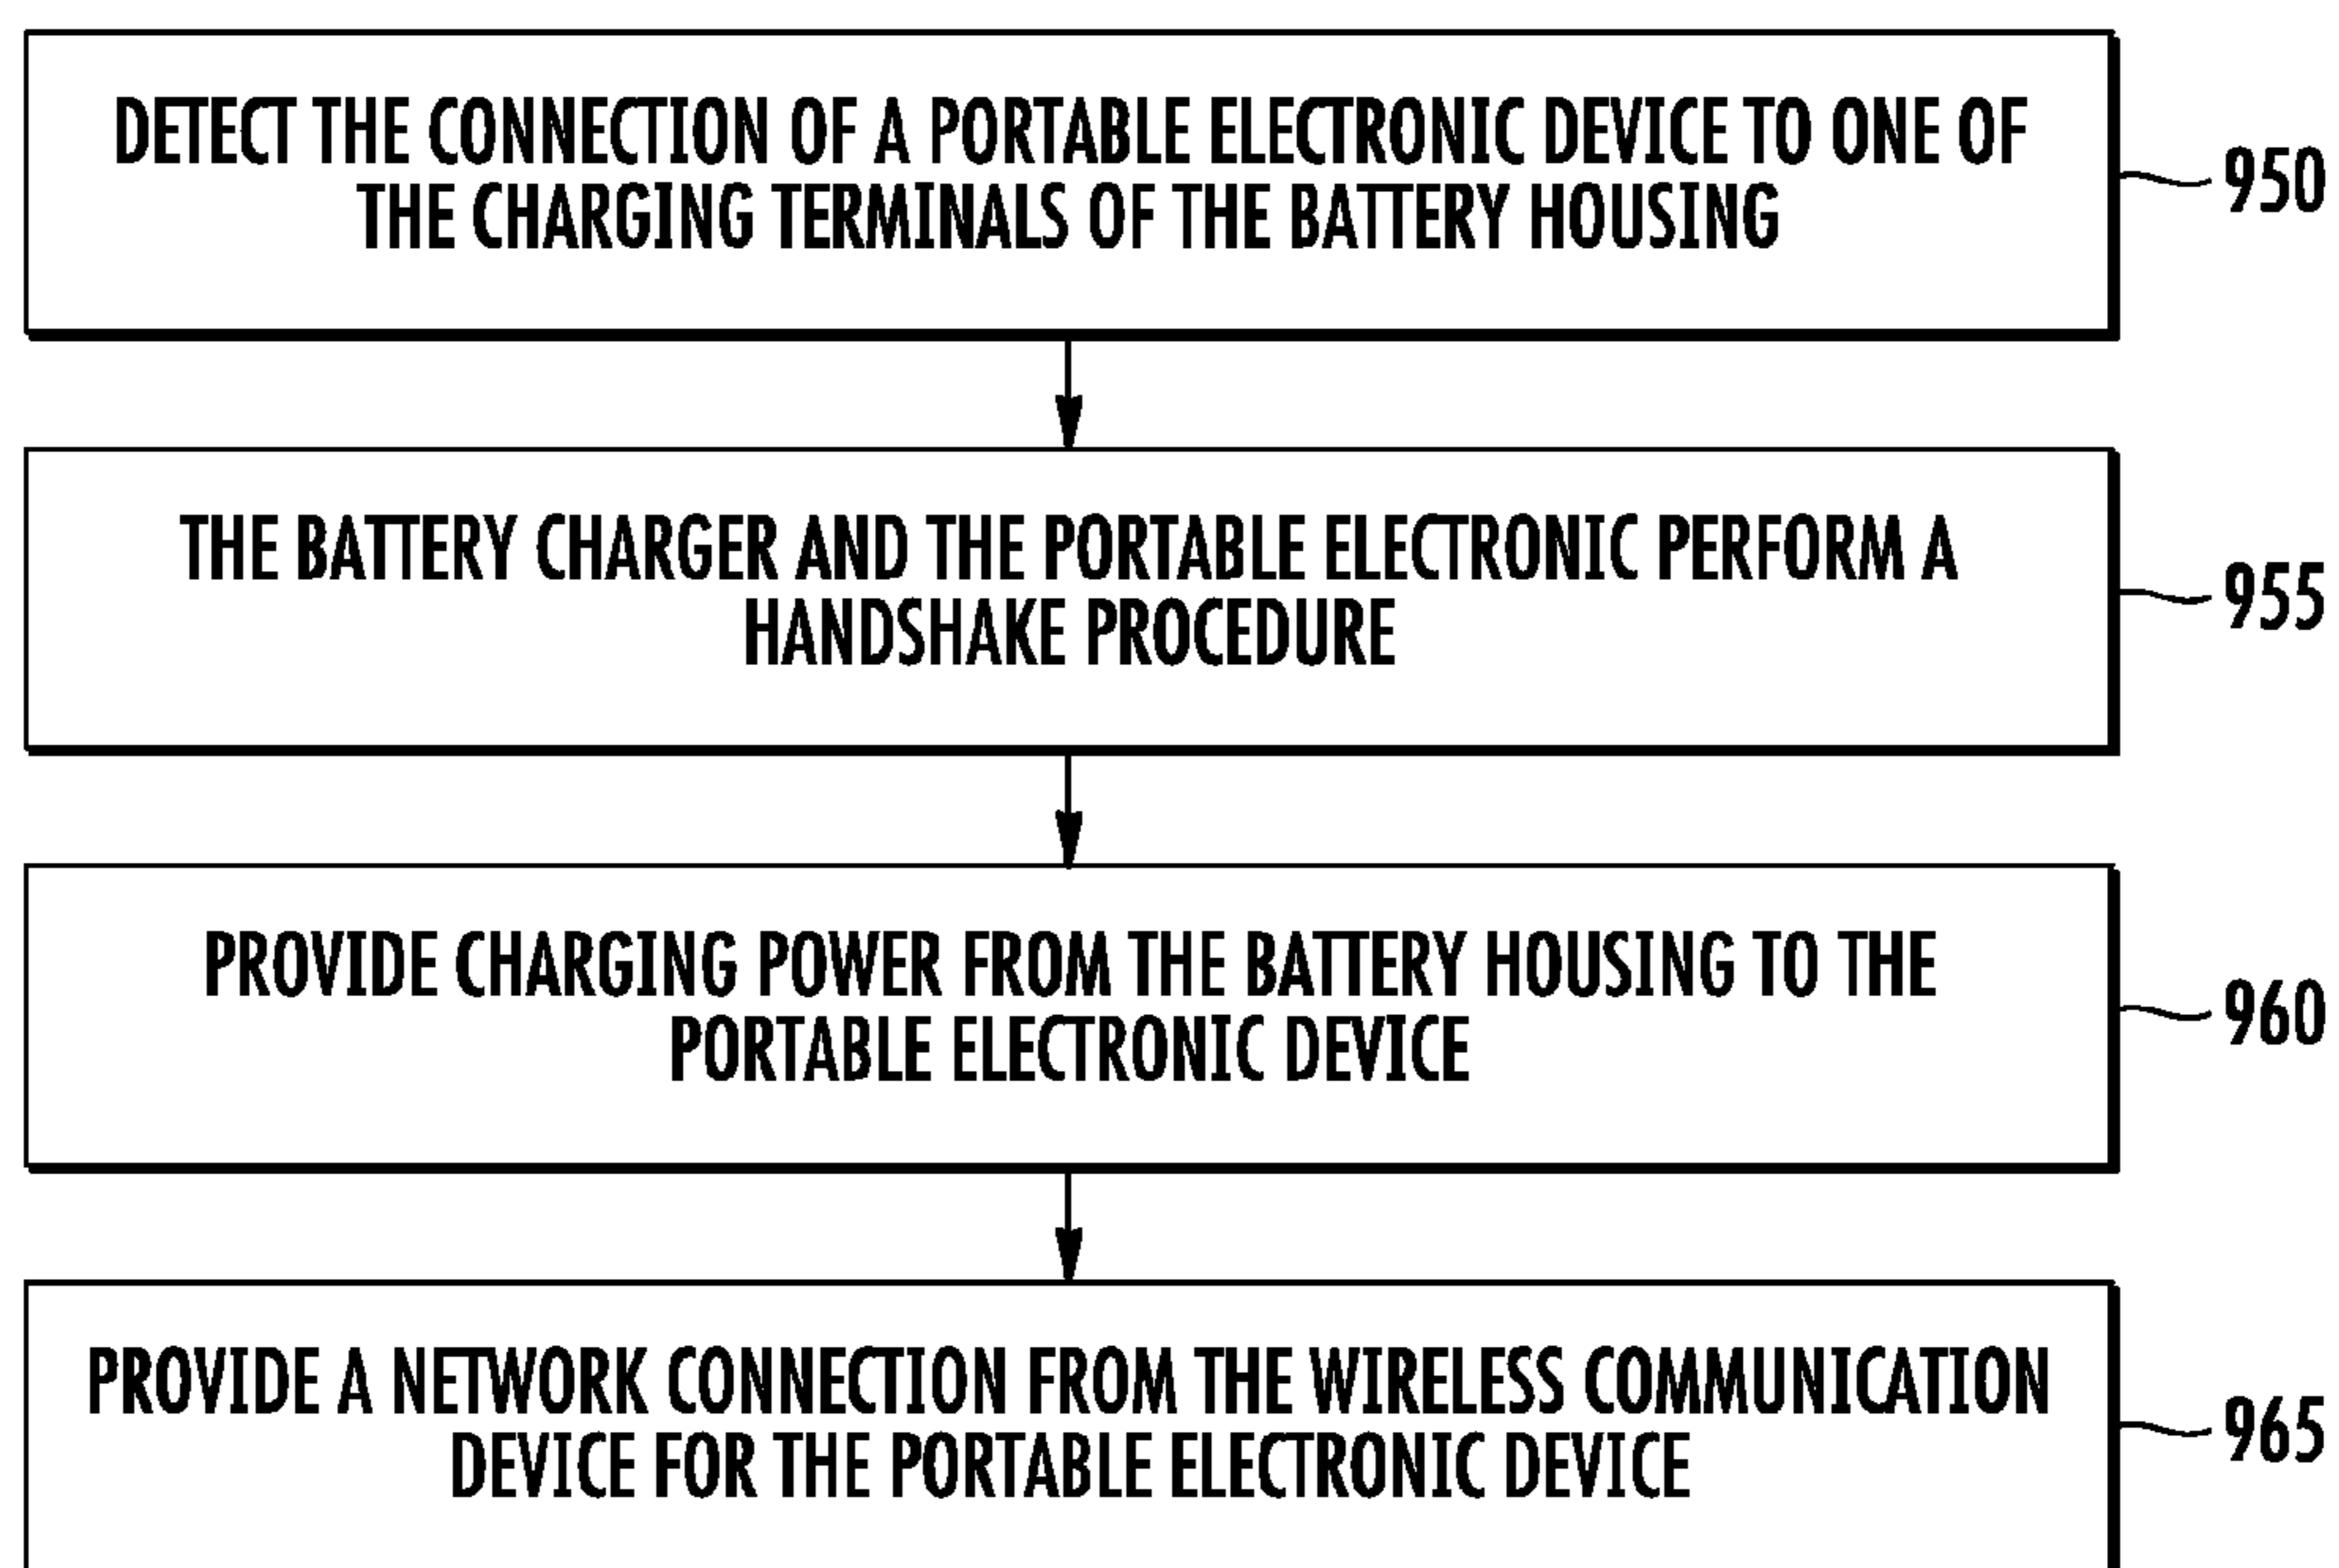 DETECT THE CONNECTION OF A PORTABLE ELECTRONIC DEVICE TO ONE OF
THE CHARGING TERMINALS OF THE BATTERY HOUSING
950
THE BATTERY CHARGER AND THE PORTABLE ELECTRONIC PERFORM A
HANDSHAKE PROCEDURE
955
PROVIDE CHARGING POWER FROM THE BATTERY HOUSING TO THE
PORTABLE ELECTRONIC DEVICE
960
PROVIDE A NETWORK CONNECTION FROM THE WIRELESS COMMUNICATION
DEVICE FOR THE PORTABLE ELECTRONIC DEVICE
965